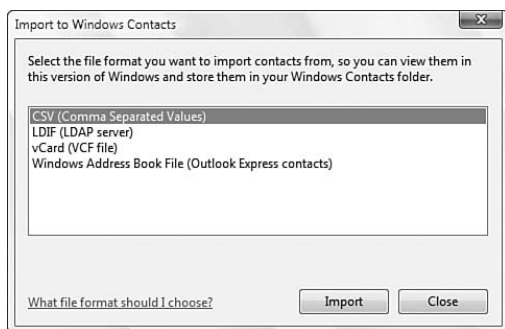 Import to Windows Contacts
Select the file format you want to import contacts from, so you can view them in
this version of Windows and store them in your Windows Contacts folder.
CSV (Comma Separated Values)
LDIF (LDAP server)
vCard (VCF file)
Windows Address Book File (Outlook Express contacts)
What file format should I choose?
Import
Close